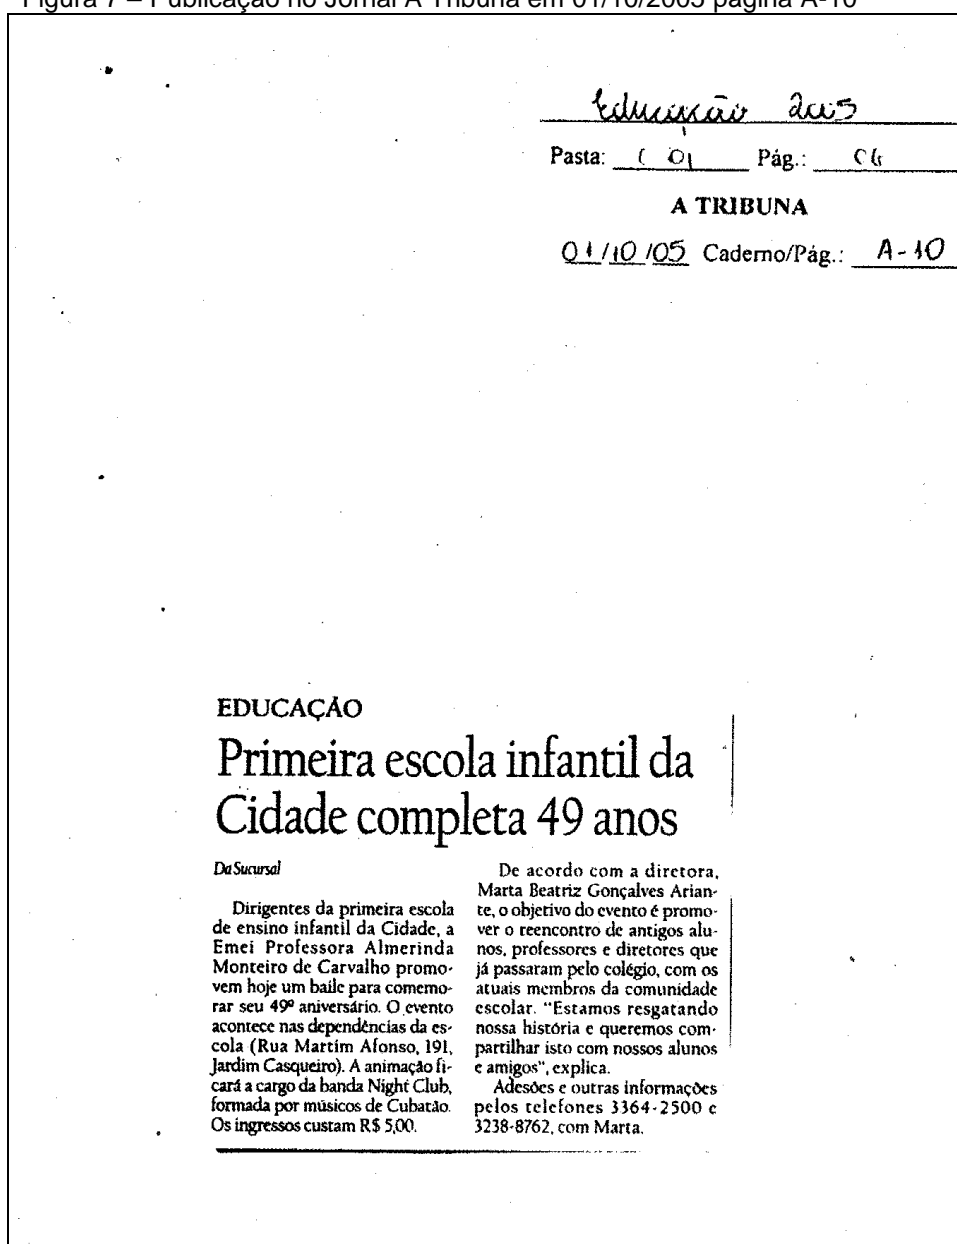 Figura 7 – Publicação no Jornal A Tribuna em 01/10/2005 página A-10
Educação 2005
Pasta: 01 Pág.:
A TRIBUNA
01/10/05 Caderno/Pág.: A-10
EDUCAÇÃO
Primeira escola infantil da
Cidade completa 49 anos
Da Sucursal
Dirigentes da primeira escola
de ensino infantil da Cidade, a
Emei Professora Almerinda
Monteiro de Carvalho promo-
vem hoje um baile para comemo-
rar seu 49º aniversário. O evento
acontece nas dependências da es-
cola (Rua Martim Afonso, 191,
Jardim Casqueiro). A animação fi-
cará a cargo da banda Night Club,
formada por músicos de Cubatão.
Os ingressos custam R$ 5,00.
De acordo com a diretora,
Marta Beatriz Gonçalves Arian-
te, o objetivo do evento é promo-
ver o reencontro de antigos alu-
nos, professores e diretores que
já passaram pelo colégio, com os
atuais membros da comunidade
escolar. "Estamos resgatando
nossa história e queremos com-
partilhar isto com nossos alunos
e amigos", explica.
Adesões e outras informações
pelos telefones 3364-2500 e
3238-8762, com Marta.